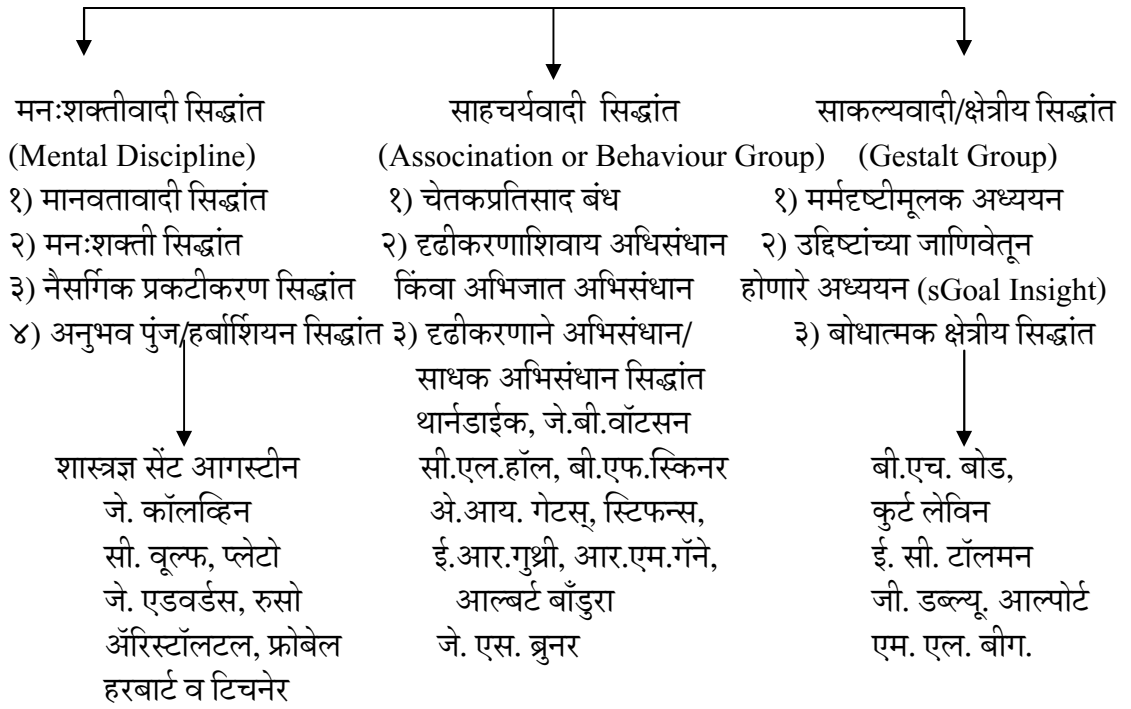 मनःशक्तीवादी सिद्धांत
(Mental Discipline)
१) मानवतावादी सिद्धांत
२) मनःशक्ती सिद्धांत
३) नैसर्गिक प्रकटीकरण सिद्धांत
४) अनुभव पुंज/हर्बार्शियन सिद्धांत
शास्त्रज्ञ सेंट आगस्टीन
जे. कॉलव्हिन
सी. वूल्फ, प्लेटो
जे. एडवर्डस, रुसो
ॲरिस्टॉलटल, फ्रोबेल
हरबार्ट व टिचनेर
साहचर्यवादी सिद्धांत
(Assocination or Behaviour Group)
१) चेतकप्रतिसाद बंध
२) दृढीकरणाशिवाय अधिसंधान
किंवा अभिजात अभिसंधान
३) दृढीकरणाने अभिसंधान/
साधक अभिसंधान सिद्धांत
थार्नडाईक, जे.बी.वॉटसन
सी.एल.हॉल, बी.एफ.स्किनर
अे.आय. गेटस्, स्टिफन्स,
ई.आर.गुथ्री, आर.एम.गॅने,
आल्बर्ट बाँडुरा
जे. एस. ब्रुनर
साकल्यवादी/क्षेत्रीय सिद्धांत
(Gestalt Group)
१) मर्मदृष्टीमूलक अध्ययन
२) उद्दिष्टांच्या जाणिवेतून
होणारे अध्ययन (sGoal Insight)
३) बोधात्मक क्षेत्रीय सिद्धांत
बी.एच. बोड,
कुर्ट लेविन
ई. सी. टॉलमन
जी. डब्ल्यू. आल्पोर्ट
एम. एल. बीग.